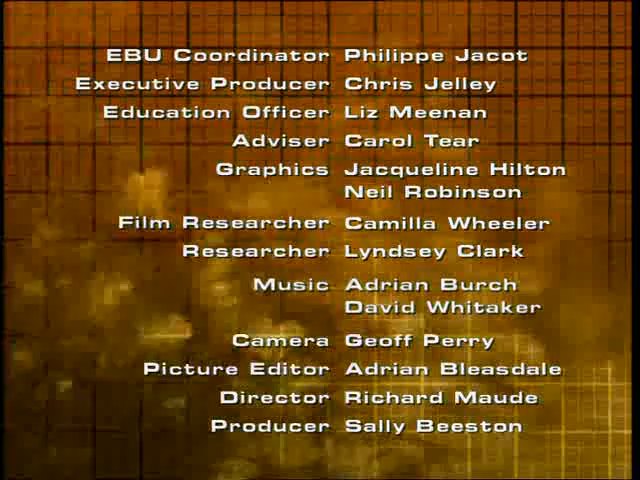 EBU Coordinator Philippe Jacot
Executive Producer Chris Jelley
Education Officer Liz Meenan
Adviser Carol Tear
Graphics Jacqueline Hilton
Neil Robinson
Film Researcher Camilla Wheeler
Researcher Lyndsey Clark
Music Adrian Burch
David Whitaker
Camera Geoff Perry
Picture Editor Adrian Bleasdale
Director Richard Maude
Producer Sally Beeston